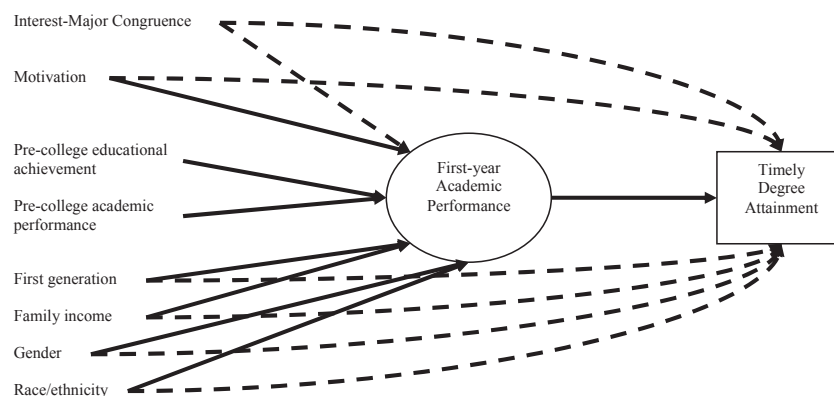 Interest-Major Congruence
Motivation
Pre-college educational
achievement
Pre-college academic
performance
First generation
Family income
Gender
Race/ethnicity
First-year
Academic
Performance
Timely
Degree
Attainment